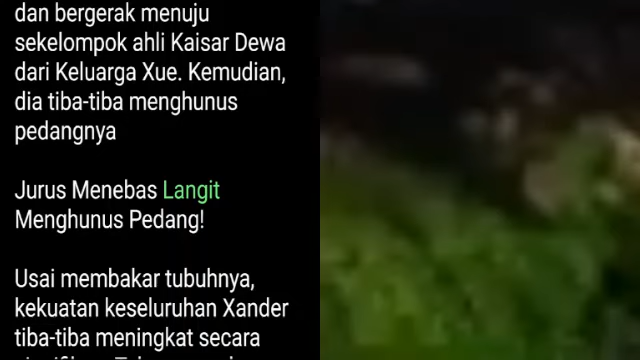 dan bergerak menuju
sekelompok ahli Kaisar Dewa
dari Keluarga Xue. Kemudian,
dia tiba-tiba menghunus
pedangnya
Jurus Menebas Langit
Menghunus Pedang!
Usai membakar tubuhnya,
kekuatan keseluruhan Xander
tiba-tiba meningkat secara